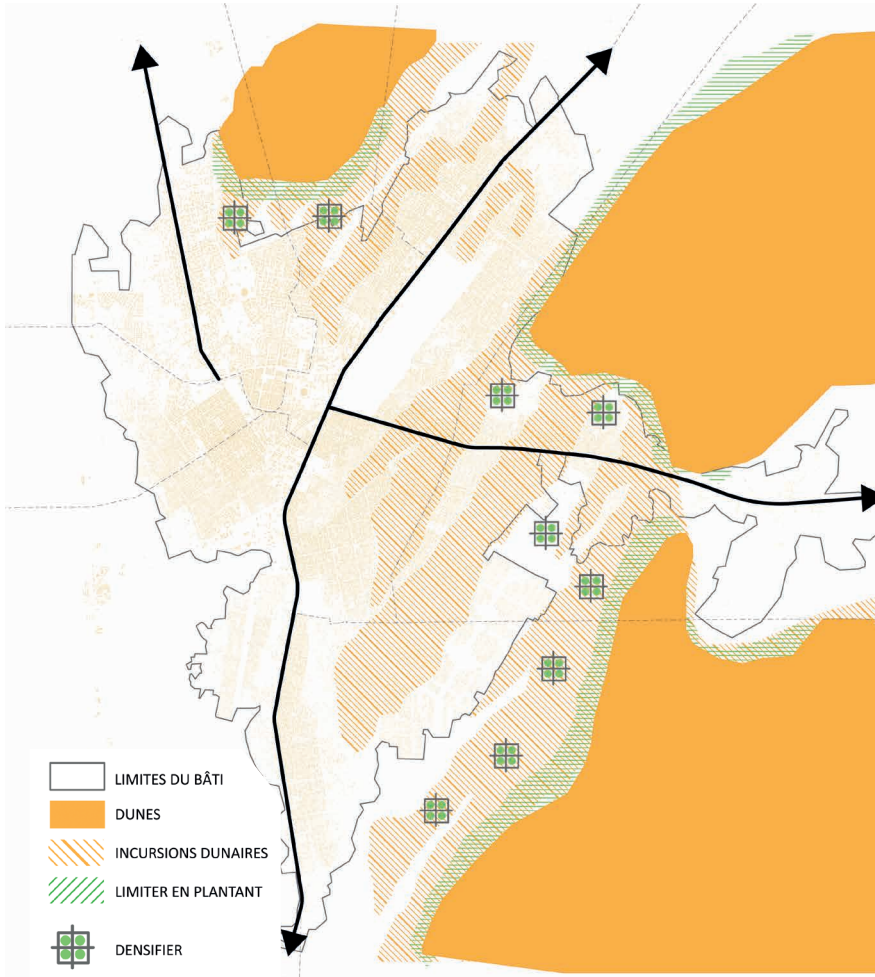 LIMITES DU BÂTI
DUNES
INCURSIONS DUNAIRES
LIMITER EN PLANTANT
DENSIFIER